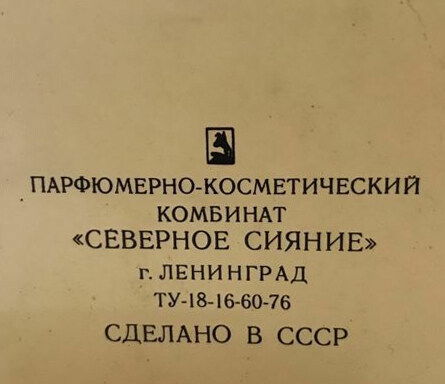 ПАРФЮМЕРНО-КОСМЕТИЧЕСКИЙ
КОМБИНАТ
«СЕВЕРНОЕ СИЯНИЕ»
г. ЛЕНИНГРАД
ТУ-18-16-60-76
СДЕЛАНО В СССР